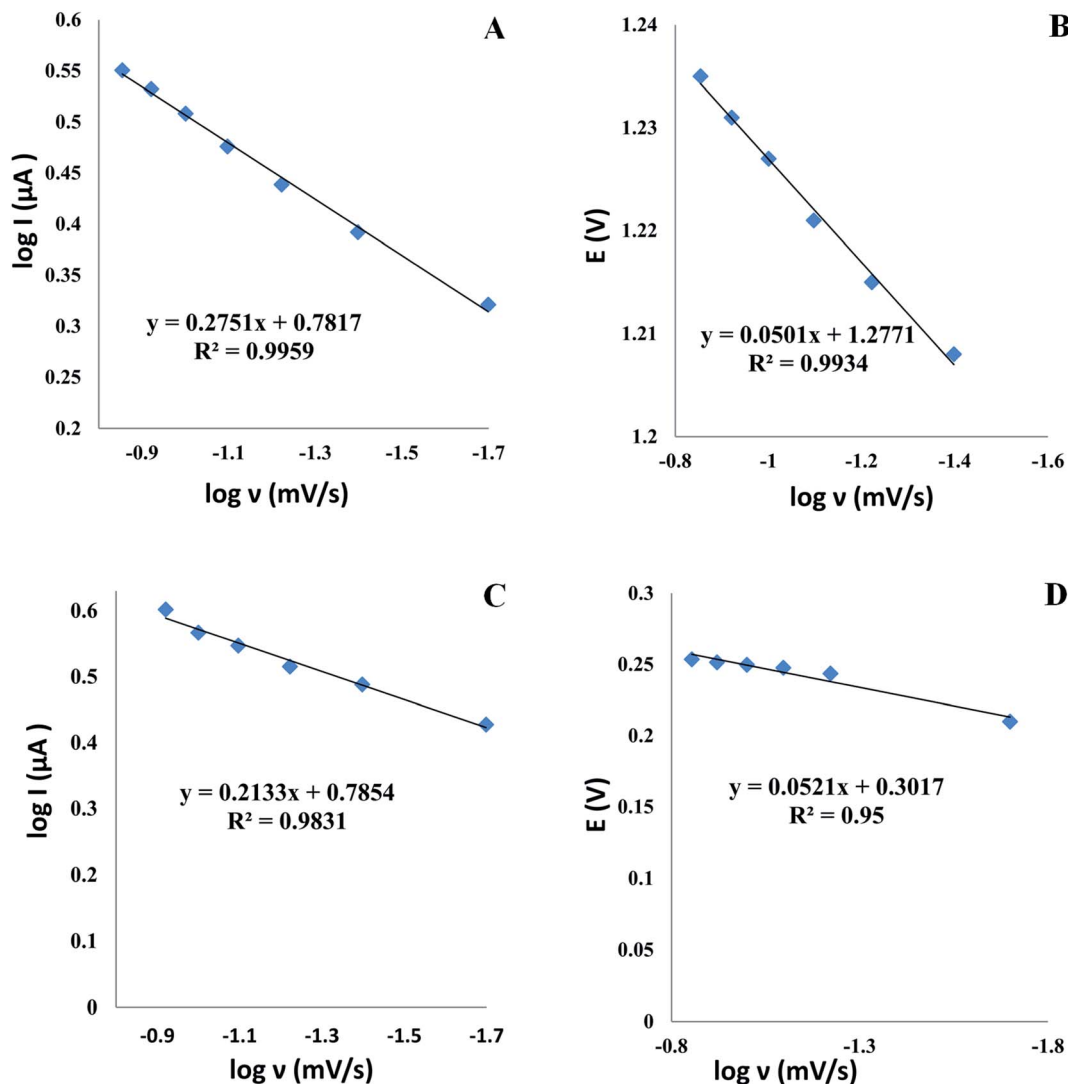 A
log I (µA )
0.6
0.55
0.5
0.45
0.4
0.35
0.3
0.25
0.2
y = 0.2751x + 0.7817
R² = 0.9959
-0.9 -1.1 -1.3 -1.5 -1.7
log ν (mV/s)
B
E (V)
1.24
1.23
1.22
1.21
1.2
y = 0.0501x + 1.2771
R² = 0.9934
-0.8 -1 -1.2 -1.4 -1.6
log ν (mV/s)
C
log I (µA )
0.6
0.5
0.4
0.3
0.2
0.1
0
y = 0.2133x + 0.7854
R² = 0.9831
-0.9 -1.1 -1.3 -1.5 -1.7
log ν (mV/s)
D
E (V)
0.3
0.25
0.2
0.15
0.1
0.05
0
y = 0.0521x + 0.3017
R² = 0.95
-0.8 -1.3 -1.8
log ν (mV/s)